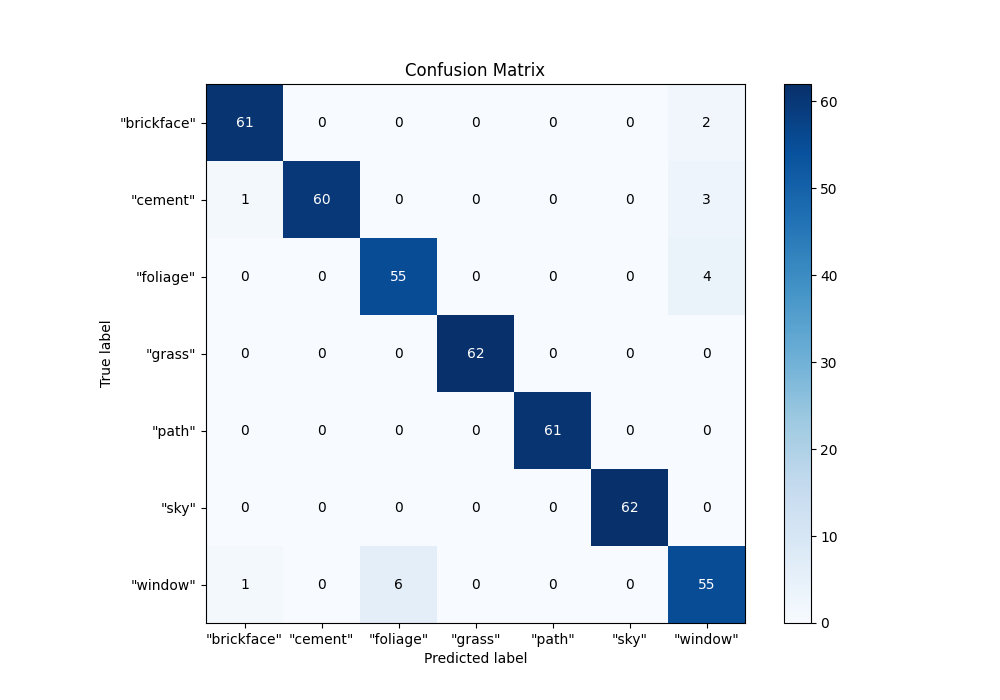 Confusion Matrix
"brickface" 61 0 0 0 0 0 2
"cement" 1 60 0 0 0 0 3
"foliage" 0 0 55 0 0 0 4
"grass" 0 0 0 62 0 0 0
"path" 0 0 0 0 61 0 0
"sky" 0 0 0 0 0 62 0
"window" 1 0 6 0 0 0 55
"brickface" "cement" "foliage" "grass" "path" "sky" "window"
Predicted label
True label
60
50
40
30
20
10
0